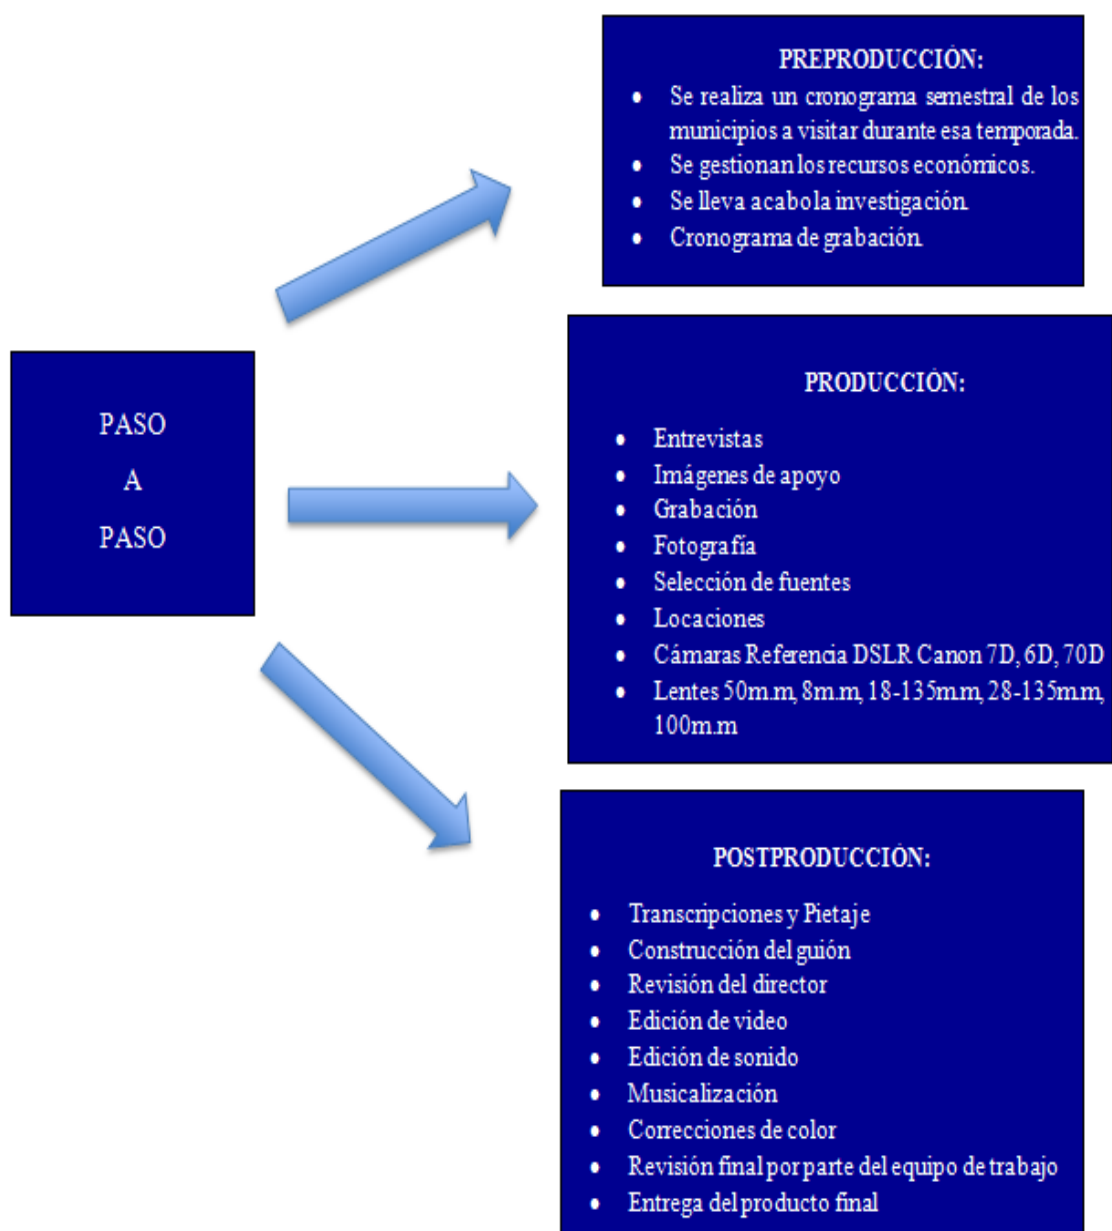 PREPRODUCCIÓN:
• Se realiza un cronograma semestral de los
municipios a visitar durante esa temporada.
• Se gestionan los recursos económicos.
• Se lleva acabo la investigación.
• Cronograma de grabación.
PASO
A
PASO
PRODUCCIÓN:
• Entrevistas
• Imágenes de apoyo
• Grabación
• Fotografía
• Selección de fuentes
• Locaciones
• Cámaras Referencia DSLR Canon 7D, 6D, 70D
• Lentes 50m.m, 8m.m, 18-135m.m, 28-135m.m,
100m.m
POSTPRODUCCIÓN:
• Transcripciones y Pietaje
• Construcción del guión
• Revisión del director
• Edición de video
• Edición de sonido
• Musicalización
• Correcciones de color
• Revisión final por parte del equipo de trabajo
• Entrega del producto final